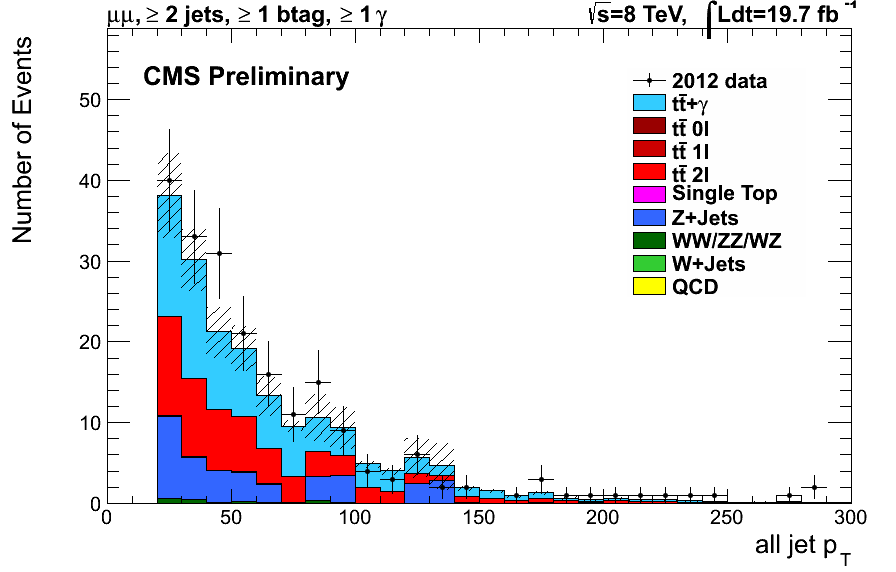 μμ, ≥ 2 jets, ≥ 1 btag, ≥ 1 γ
√s=8 TeV, ∫Ldt=19.7 fb⁻¹
CMS Preliminary
Number of Events
2012 data
tt̄+γ
tt̄ 0l
tt̄ 1l
tt̄ 2l
Single Top
Z+Jets
WW/ZZ/WZ
W+Jets
QCD
50
40
30
20
10
0
0 50 100 150 200 250 300
all jet p_T